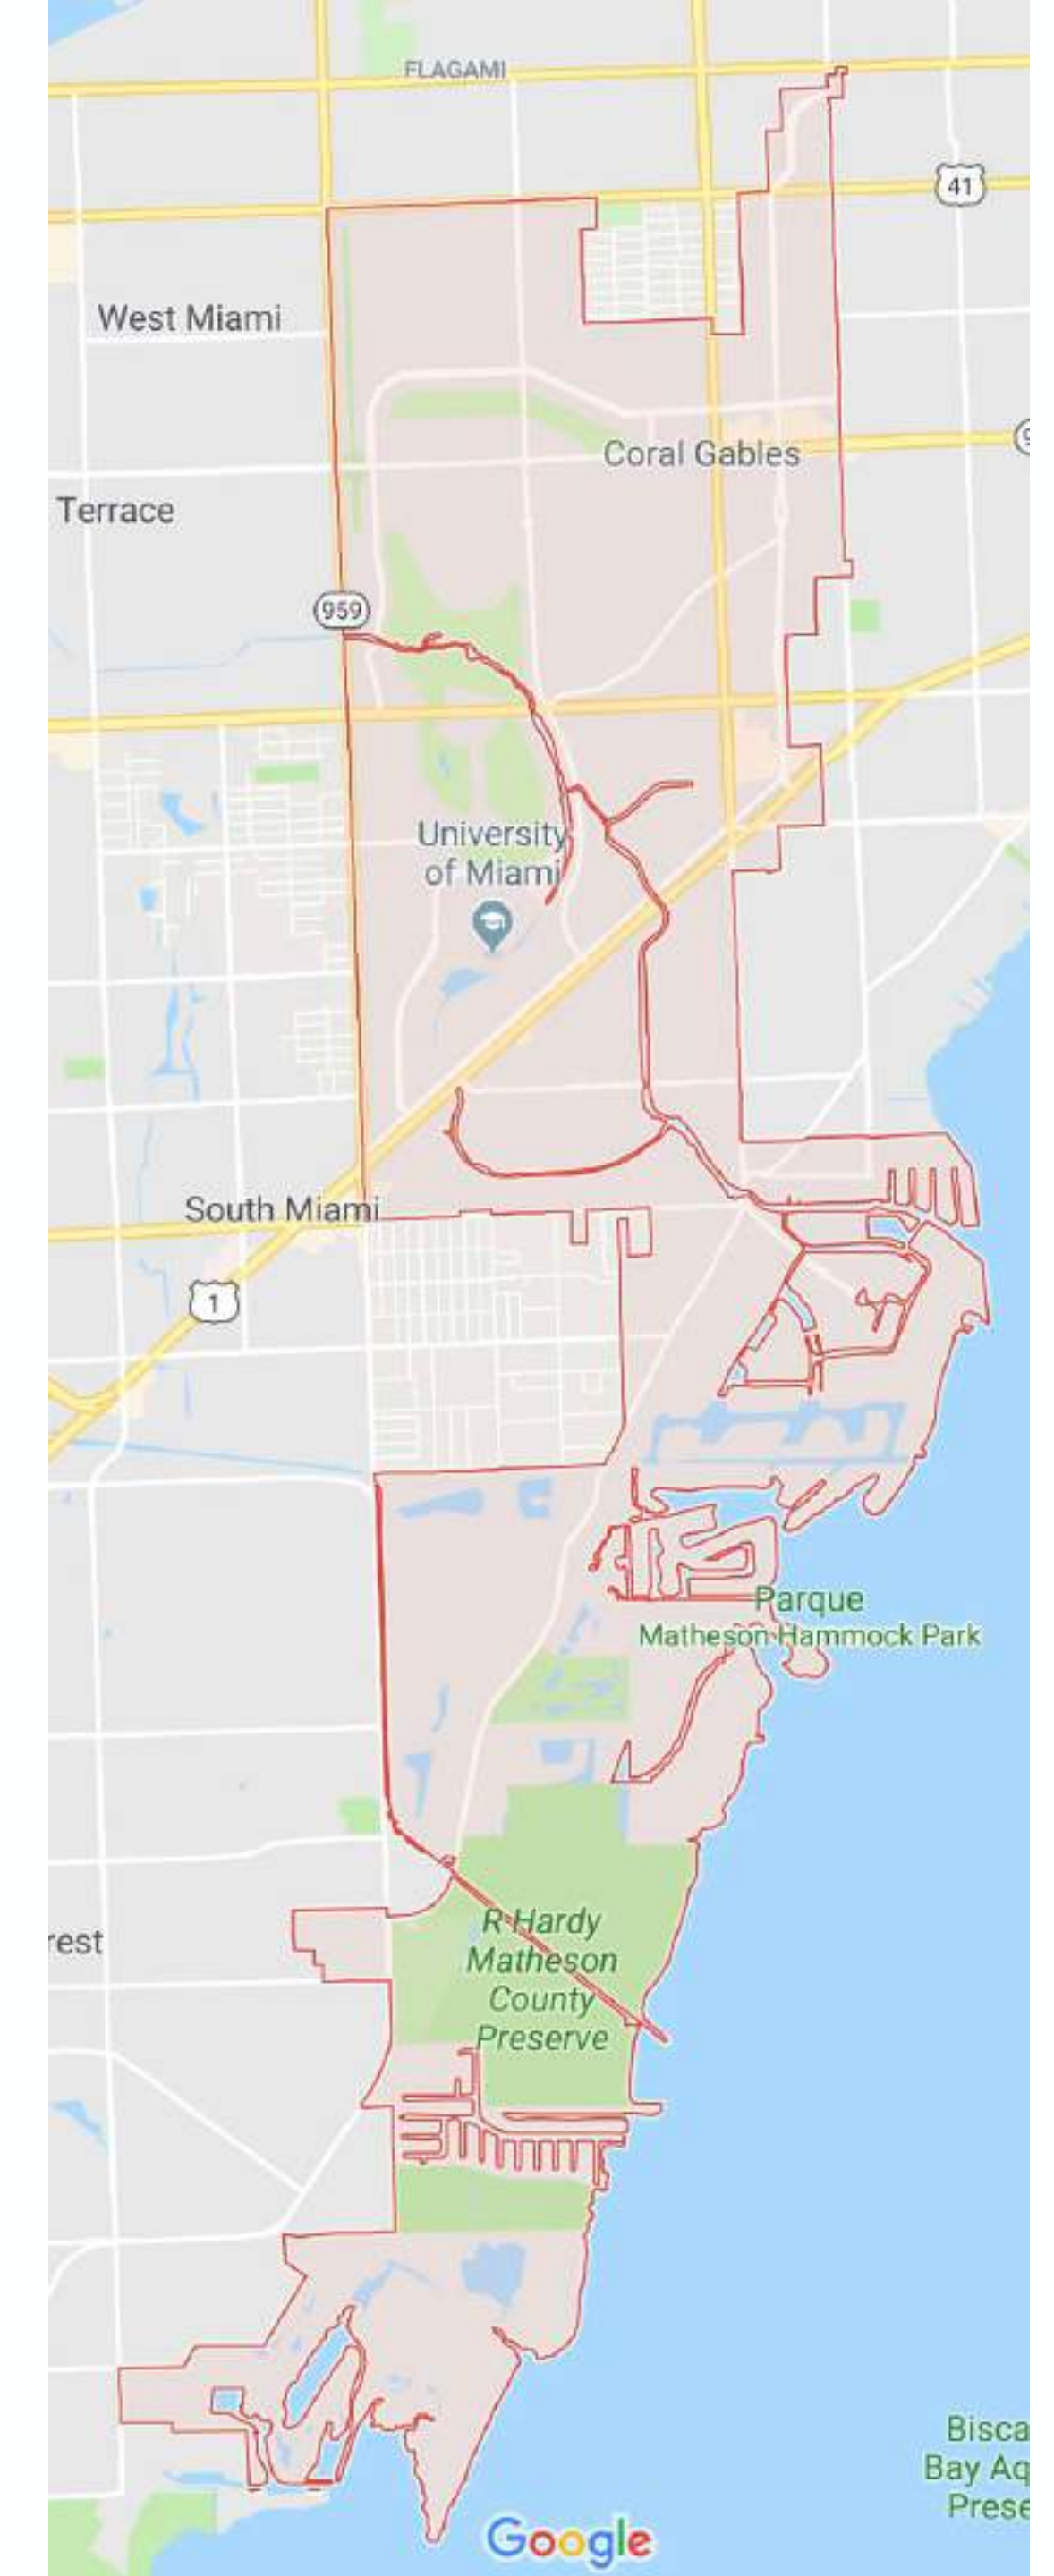 FLAGAMI
41
West Miami
Coral Gables
9
Terrace
959
University
of Miami
South Miami
1
Parque
Matheson Hammock Park
R Hardy
Matheson
County
Preserve
rest
Bisca
Bay Aq
Prese
Google